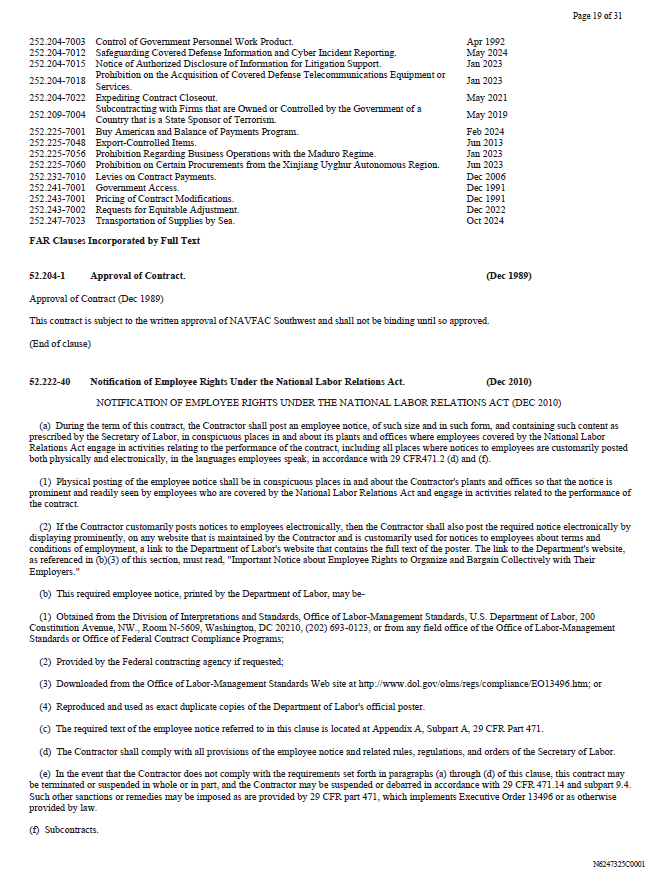 Page 19 of 31
252.204-7003 Control of Government Personnel Work Product. Apr 1992
252.204-7012 Safeguarding Covered Defense Information and Cyber Incident Reporting. May 2024
252.204-7015 Notice of Authorized Disclosure of Information for Litigation Support. Jan 2023
252.204-7018 Prohibition on the Acquisition of Covered Defense Telecommunications Equipment or Services. Jan 2023
252.204-7022 Expediting Contract Closeout. May 2021
252.209-7004 Subcontracting with Firms that are Owned or Controlled by the Government of a Country that is a State Sponsor of Terrorism. May 2019
252.225-7001 Buy American and Balance of Payments Program. Feb 2024
252.225-7048 Export-Controlled Items. Jun 2013
252.225-7056 Prohibition Regarding Business Operations with the Maduro Regime. Jan 2023
252.225-7060 Prohibition on Certain Procurements from the Xinjiang Uyghur Autonomous Region. Jun 2023
252.232-7010 Levies on Contract Payments. Dec 2006
252.241-7001 Government Access. Dec 1991
252.243-7001 Pricing of Contract Modifications. Dec 1991
252.243-7002 Requests for Equitable Adjustment. Dec 2022
252.247-7023 Transportation of Supplies by Sea. Oct 2024
FAR Clauses Incorporated by Full Text
52.204-1 Approval of Contract. (Dec 1989)
Approval of Contract (Dec 1989)
This contract is subject to the written approval of NAVFAC Southwest and shall not be binding until so approved.
(End of clause)
52.222-40 Notification of Employee Rights Under the National Labor Relations Act. (Dec 2010)
NOTIFICATION OF EMPLOYEE RIGHTS UNDER THE NATIONAL LABOR RELATIONS ACT (DEC 2010)
(a) During the term of this contract, the Contractor shall post an employee notice, of such size and in such form, and containing such content as
prescribed by the Secretary of Labor, in conspicuous places in and about its plants and offices where employees covered by the National Labor
Relations Act engage in activities relating to the performance of the contract, including all places where notices to employees are customarily posted
both physically and electronically, in the languages employees speak, in accordance with 29 CFR471.2 (d) and (f).
(1) Physical posting of the employee notice shall be in conspicuous places in and about the Contractor's plants and offices so that the notice is
prominent and readily seen by employees who are covered by the National Labor Relations Act and engage in activities related to the performance of
the contract.
(2) If the Contractor customarily posts notices to employees electronically, then the Contractor shall also post the required notice electronically by
displaying prominently, on any website that is maintained by the Contractor and is customarily used for notices to employees about terms and
conditions of employment, a link to the Department of Labor's website that contains the full text of the poster. The link to the Department's website,
as referenced in (b)(3) of this section, must read, "Important Notice about Employee Rights to Organize and Bargain Collectively with Their
Employers."
(b) This required employee notice, printed by the Department of Labor, may be-
(1) Obtained from the Division of Interpretations and Standards, Office of Labor-Management Standards, U.S. Department of Labor, 200
Constitution Avenue, NW., Room N-5609, Washington, DC 20210, (202) 693-0123, or from any field office of the Office of Labor-Management
Standards or Office of Federal Contract Compliance Programs;
(2) Provided by the Federal contracting agency if requested;
(3) Downloaded from the Office of Labor-Management Standards Web site at http://www.dol.gov/olms/regs/compliance/EO13496.htm; or
(4) Reproduced and used as exact duplicate copies of the Department of Labor's official poster.
(c) The required text of the employee notice referred to in this clause is located at Appendix A, Subpart A, 29 CFR Part 471.
(d) The Contractor shall comply with all provisions of the employee notice and related rules, regulations, and orders of the Secretary of Labor.
(e) In the event that the Contractor does not comply with the requirements set forth in paragraphs (a) through (d) of this clause, this contract may
be terminated or suspended in whole or in part, and the Contractor may be suspended or debarred in accordance with 29 CFR 471.14 and subpart 9.4.
Such other sanctions or remedies may be imposed as are provided by 29 CFR part 471, which implements Executive Order 13496 or as otherwise
provided by law.
(f) Subcontracts.
N6247325C0001